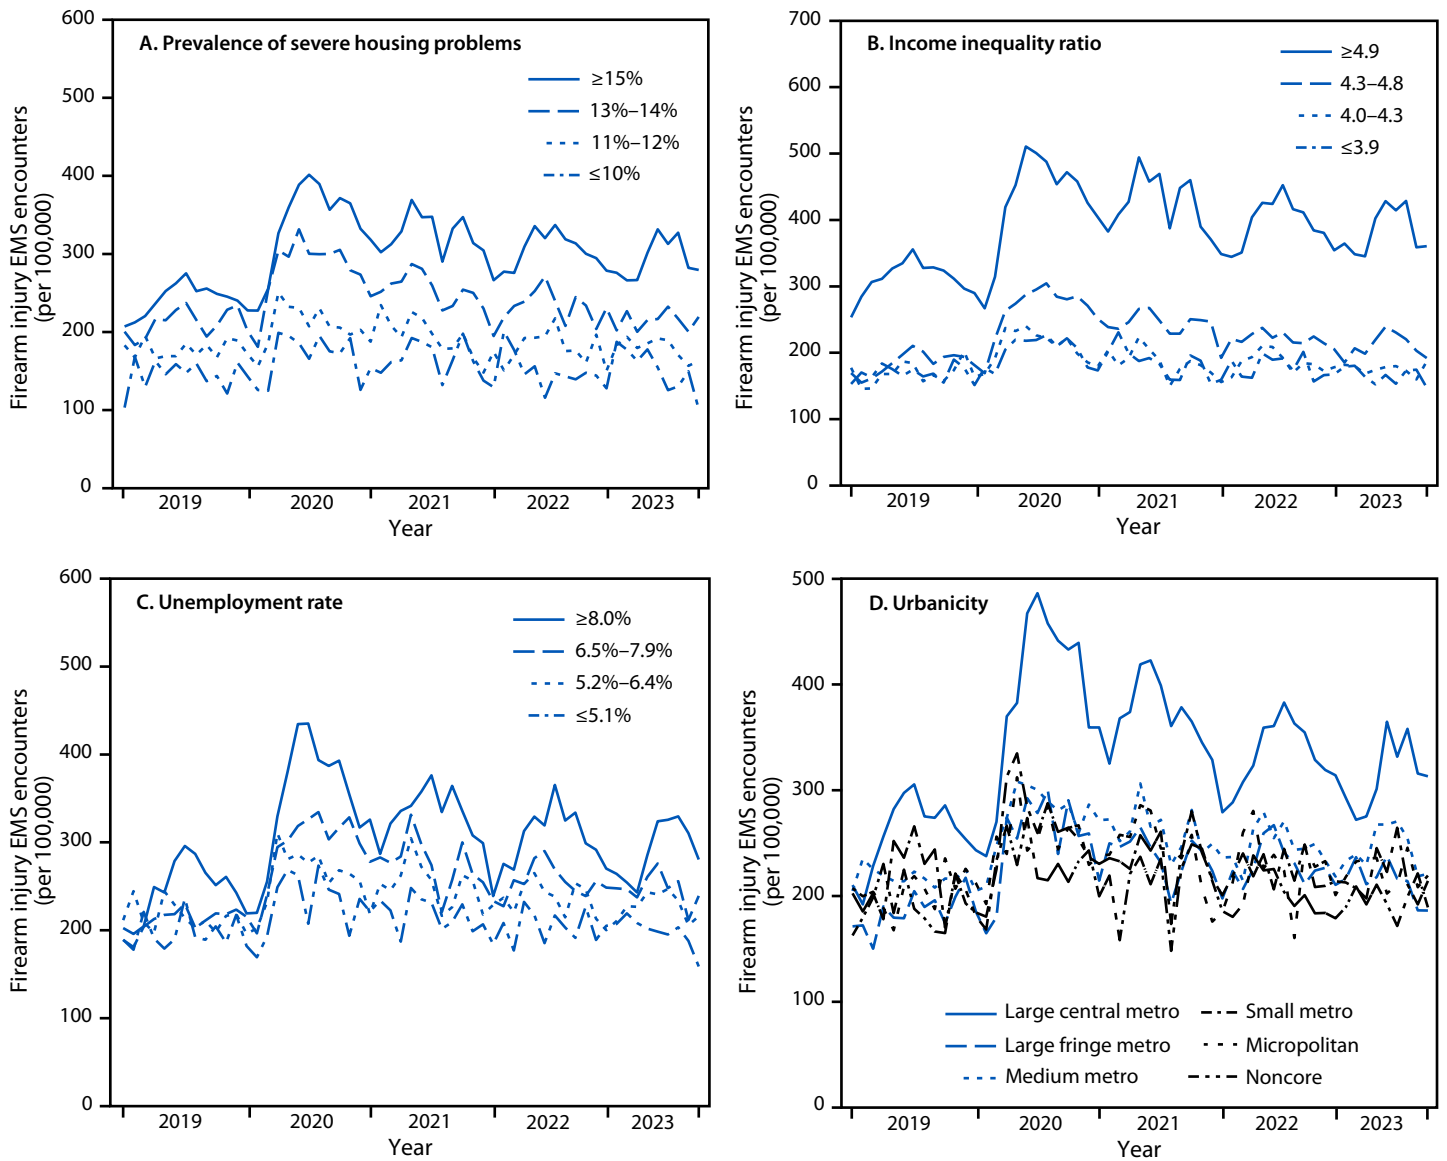 A. Prevalence of severe housing problems
≥15%
13%–14%
11%–12%
≤10%
600
500
400
300
200
100
0
Firearm injury EMS encounters
(per 100,000)
2019 2020 2021 2022 2023
Year
B. Income inequality ratio
≥4.9
4.3–4.8
4.0–4.3
≤3.9
700
600
500
400
300
200
100
0
Firearm injury EMS encounters
(per 100,000)
2019 2020 2021 2022 2023
Year
C. Unemployment rate
≥8.0%
6.5%–7.9%
5.2%–6.4%
≤5.1%
600
500
400
300
200
100
0
Firearm injury EMS encounters
(per 100,000)
2019 2020 2021 2022 2023
Year
D. Urbanicity
500
400
300
200
100
0
Firearm injury EMS encounters
(per 100,000)
Large central metro
Large fringe metro
Medium metro
Small metro
Micropolitan
Noncore
2019 2020 2021 2022 2023
Year